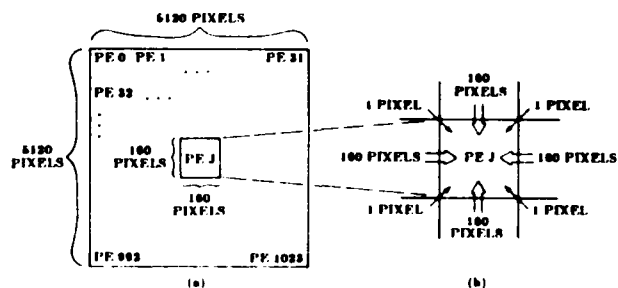 5120 PIXELS
PE 0 PE 1 . . . PE 31
PE 32 . . .
5120 PIXELS
160 PIXELS
PE J
160 PIXELS
PE 992 PE 1023
(a)
160 PIXELS
1 PIXEL 1 PIXEL
160 PIXELS PE J 160 PIXELS
1 PIXEL 1 PIXEL
160 PIXELS
(b)